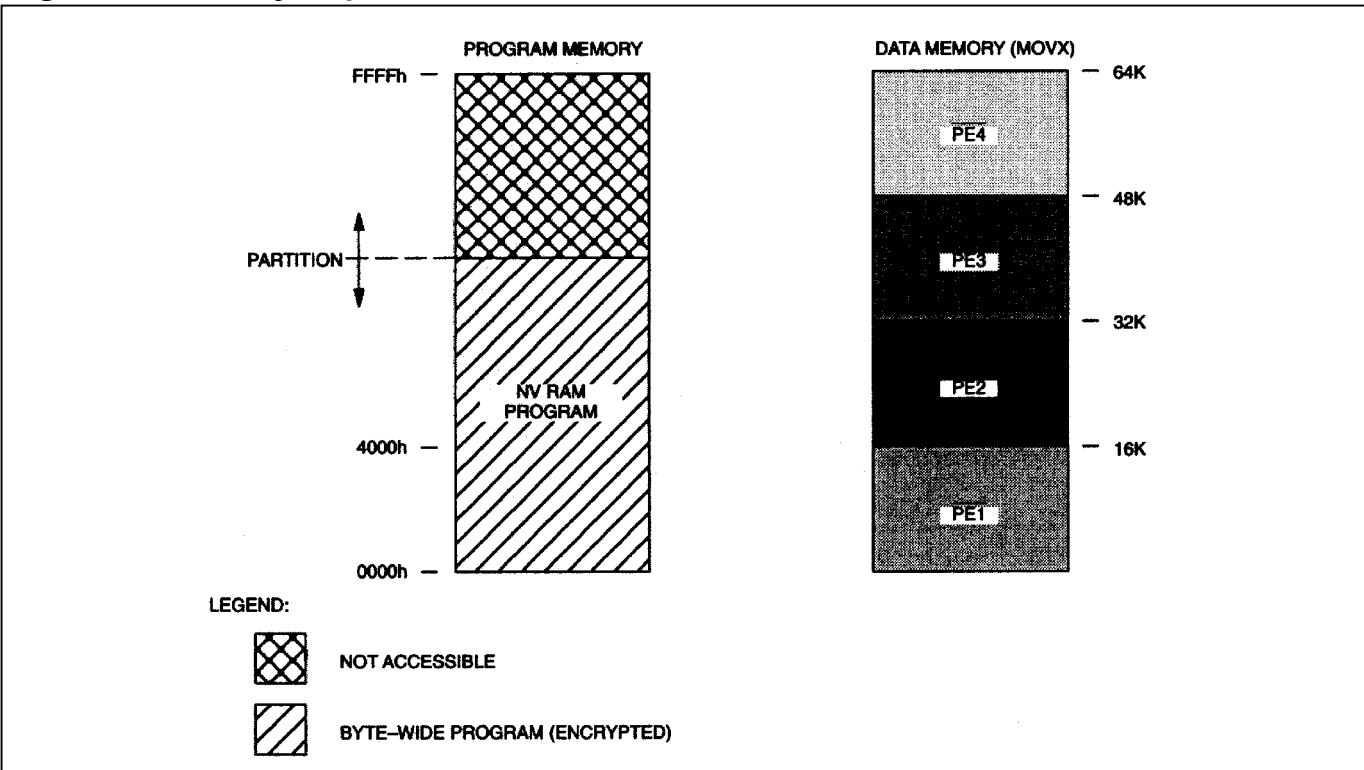 PROGRAM MEMORY
FFFFh
PARTITION
NV RAM
PROGRAM
4000h
0000h
DATA MEMORY (MOVX)
64K
PE4
48K
PE3
32K
PE2
16K
PE1
LEGEND:
NOT ACCESSIBLE
BYTE–WIDE PROGRAM (ENCRYPTED)